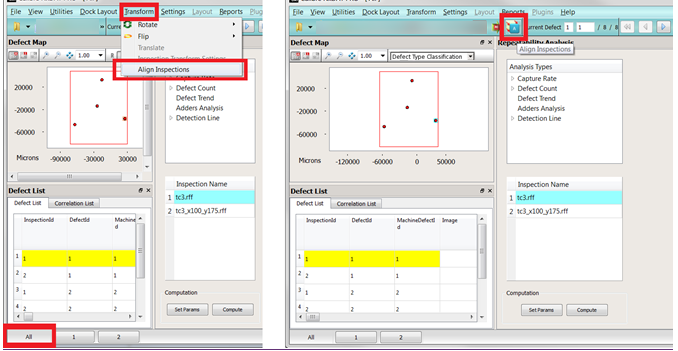 File View Utilities Dock Layout Transform Settings Layout Reports
» Current
Rotate
Flip
Translate
Align Inspections
Defect Map
1.00
20000
-20000
-60000
Microns -90000 -30000 30000
Capture Rate
Defect Count
Defect Trend
Adders Analysis
Detection Line
Inspection Name
1 tc3.rff
2 tc3_x100_y175.rff
Defect List
Defect List Correlation List
InspectionId DefectId MachineDefectId
1 1 1 1
2 2 1 1
3 1 2 2
4 2 2 2
Computation
Set Params Compute
All 1 2
File View Utilities Dock Layout Transform Settings Layout Reports Plugins Help
Current Defect 1 1 / 8 / 8
Align Inspections
Defect Map
Repeatability Analysis
1.00 [Defect Type Classification]
20000
-20000
-60000
Microns -120000 -60000 0 50000
Analysis Types
Capture Rate
Defect Count
Defect Trend
Adders Analysis
Detection Line
Inspection Name
1 tc3.rff
2 tc3_x100_y175.rff
Defect List
Defect List Correlation List
InspectionId DefectId MachineDefectId Image
1 1 1 1
2 2 1 1
3 1 2 2
4 2 2 2
Computation
Set Params Compute
All 1 2